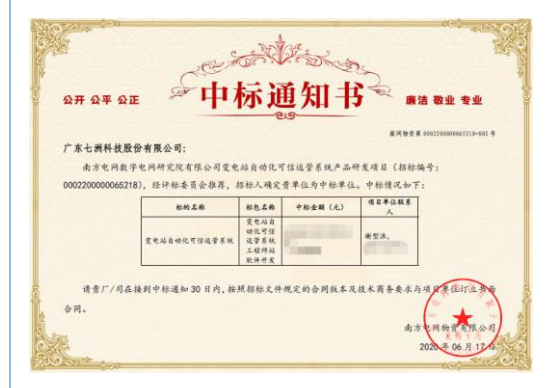 中标通知书
公开 公平 公正
廉洁 敬业 专业
南网物资第 0002200000065218-002 号
广东七洲科技股份有限公司：
南方电网数字电网研究院有限公司变电站自动化可信运管系统产品研发项目（招标编号：
0002200000065218），经评标委员会推荐，招标人确定贵单位为中标单位。中标情况如下：
标的名称 标包名称 中标金额（元） 项目单位联系
人
变电站自动化可信运管系统
变电站自
动化可信
运管系统
工程师站
软件开发
谢型浓，
请贵厂/司在接到中标通知 30 日内，按照招标文件规定的合同版本及技术商务要求与项目单位订立书面
合同。
南方电网物资有限公司
2020 年 06 月 17 日